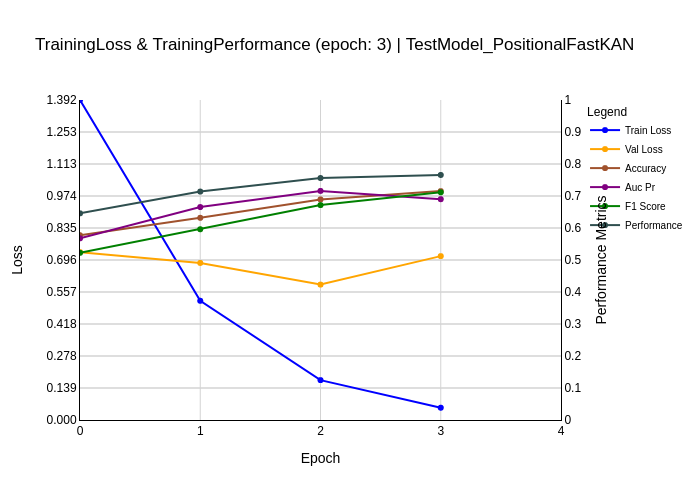 TrainingLoss & TrainingPerformance (epoch: 3) | TestModel_PositionalFastKAN
1.392
1.253
1.113
0.974
0.835
0.696
0.557
0.418
0.278
0.139
0.000
Loss
0 1 2 3 4
Epoch
1
0.9
0.8
0.7
0.6
0.5
0.4
0.3
0.2
0.1
0
Performance Metrics
Legend
Train Loss
Val Loss
Accuracy
Auc Pr
F1 Score
Performance